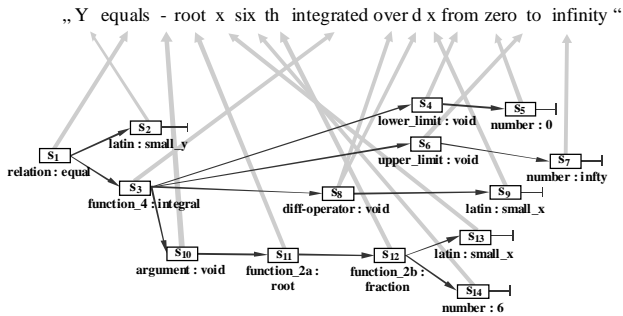 „Y equals - root x six th integrated over d x from zero to infinity“
S4
S5
lower_limit : void
number : 0
S2
latin : small_y
S6
upper_limit : void
S1
relation : equal
S7
number : infty
S3
function_4 : integral
S8
diff-operator : void
S9
latin : small_x
S13
latin : small_x
S10
argument : void
S11
function_2a :
root
S12
function_2b :
fraction
S14
number : 6